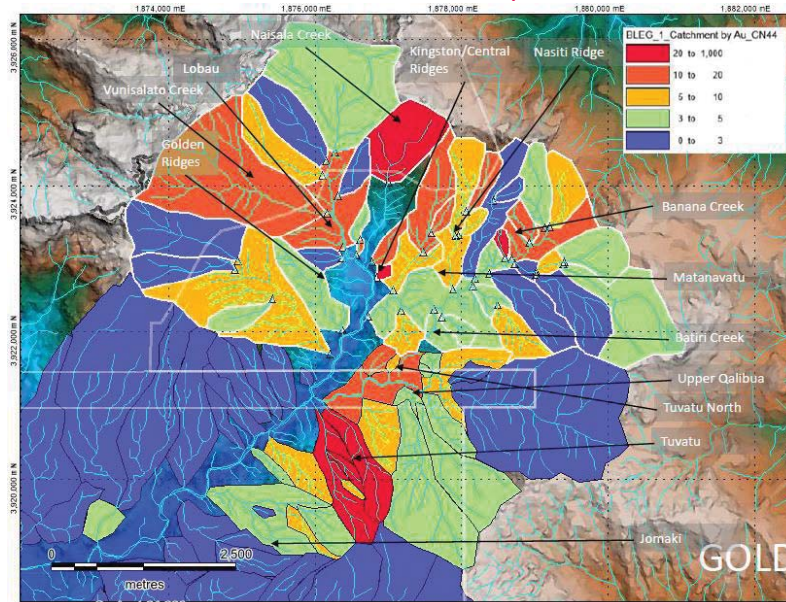 1,874,000 mE
1,876,000 mE
1,878,000 mE
1,880,000 mE
1,882,000 mE
3,926,000 mN
3,924,000 mN
3,922,000 mN
3,920,000 mN
BLEG_1_Catchment by Au_CN44
20 to 1,000
10 to 20
5 to 10
3 to 5
0 to 3
Naisala Creek
Kingston/Central
Ridges
Nasiti Ridge
Lobau
Vunisalato Creek
Golden
Ridges
Banana Creek
Matanavatu
Batiri Creek
Upper Qalibua
Tuvatu North
Tuvatu
Jomaki
0 2,500
metres
GOLD